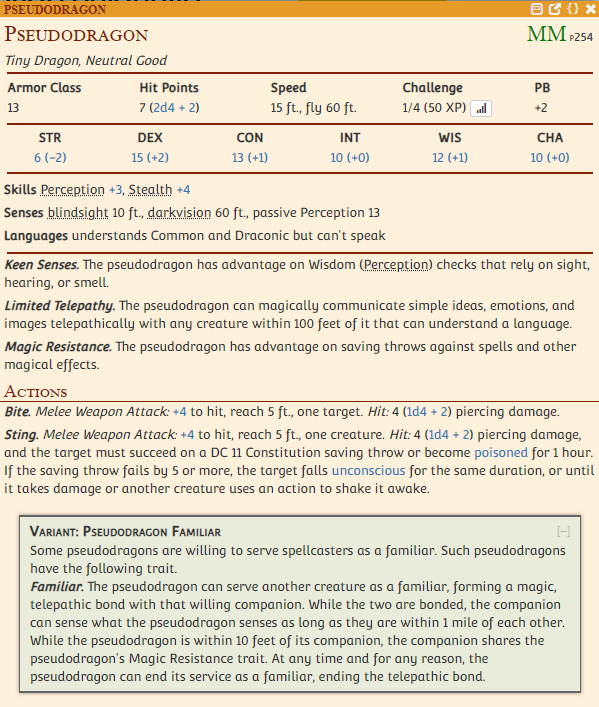 PSEUDODRAGON
PSEUDODRAGON MM P254
Tiny Dragon, Neutral Good
Armor Class Hit Points Speed Challenge PB
13 7 (2d4 + 2) 15 ft., fly 60 ft. 1/4 (50 XP) +2
STR DEX CON INT WIS CHA
6 (−2) 15 (+2) 13 (+1) 10 (+0) 12 (+1) 10 (+0)
Skills Perception +3, Stealth +4
Senses blindsight 10 ft., darkvision 60 ft., passive Perception 13
Languages understands Common and Draconic but can't speak
Keen Senses. The pseudodragon has advantage on Wisdom (Perception) checks that rely on sight,
hearing, or smell.
Limited Telepathy. The pseudodragon can magically communicate simple ideas, emotions, and
images telepathically with any creature within 100 feet of it that can understand a language.
Magic Resistance. The pseudodragon has advantage on saving throws against spells and other
magical effects.
ACTIONS
Bite. Melee Weapon Attack: +4 to hit, reach 5 ft., one target. Hit: 4 (1d4 + 2) piercing damage.
Sting. Melee Weapon Attack: +4 to hit, reach 5 ft., one creature. Hit: 4 (1d4 + 2) piercing damage,
and the target must succeed on a DC 11 Constitution saving throw or become poisoned for 1 hour.
If the saving throw fails by 5 or more, the target falls unconscious for the same duration, or until
it takes damage or another creature uses an action to shake it awake.
VARIANT: PSEUDODRAGON FAMILIAR [–]
Some pseudodragons are willing to serve spellcasters as a familiar. Such pseudodragons
have the following trait.
Familiar. The pseudodragon can serve another creature as a familiar, forming a magic,
telepathic bond with that willing companion. While the two are bonded, the companion
can sense what the pseudodragon senses as long as they are within 1 mile of each other.
While the pseudodragon is within 10 feet of its companion, the companion shares the
pseudodragon's Magic Resistance trait. At any time and for any reason, the
pseudodragon can end its service as a familiar, ending the telepathic bond.